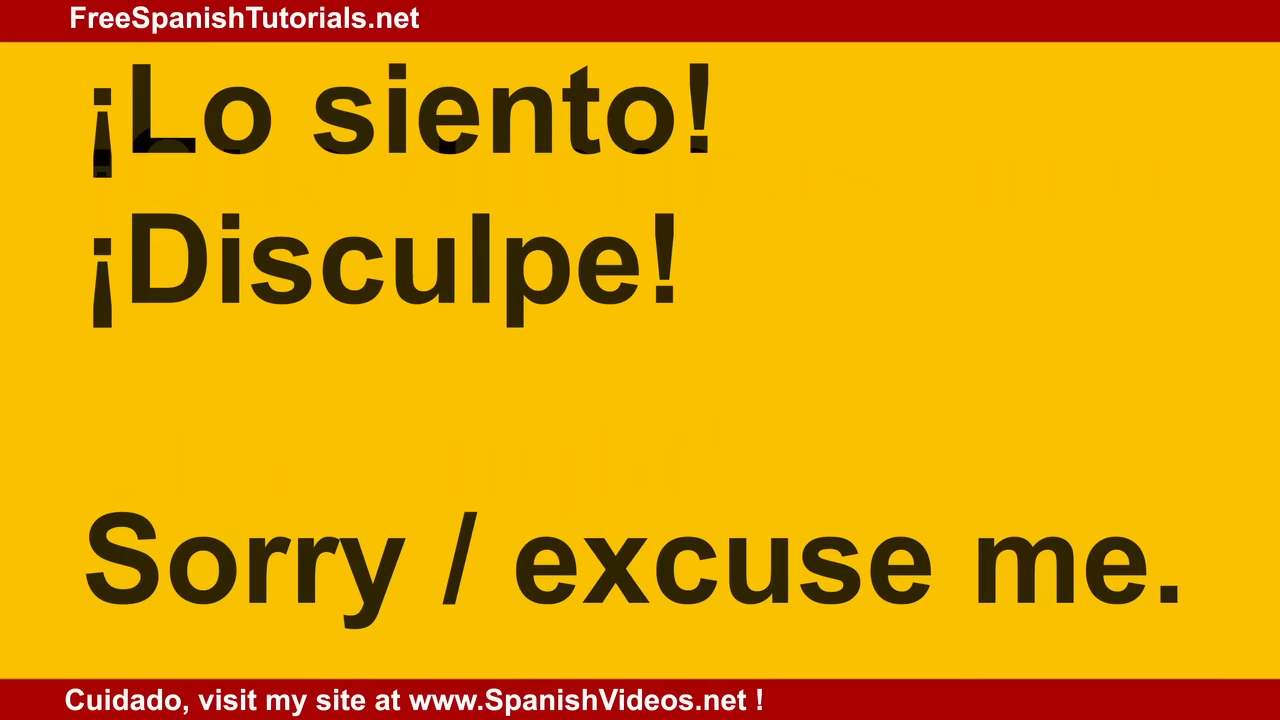 FreeSpanishTutorials.net
¡Lo siento!
¡Disculpe!
Sorry / excuse me.
Cuidado, visit my site at www.SpanishVideos.net !